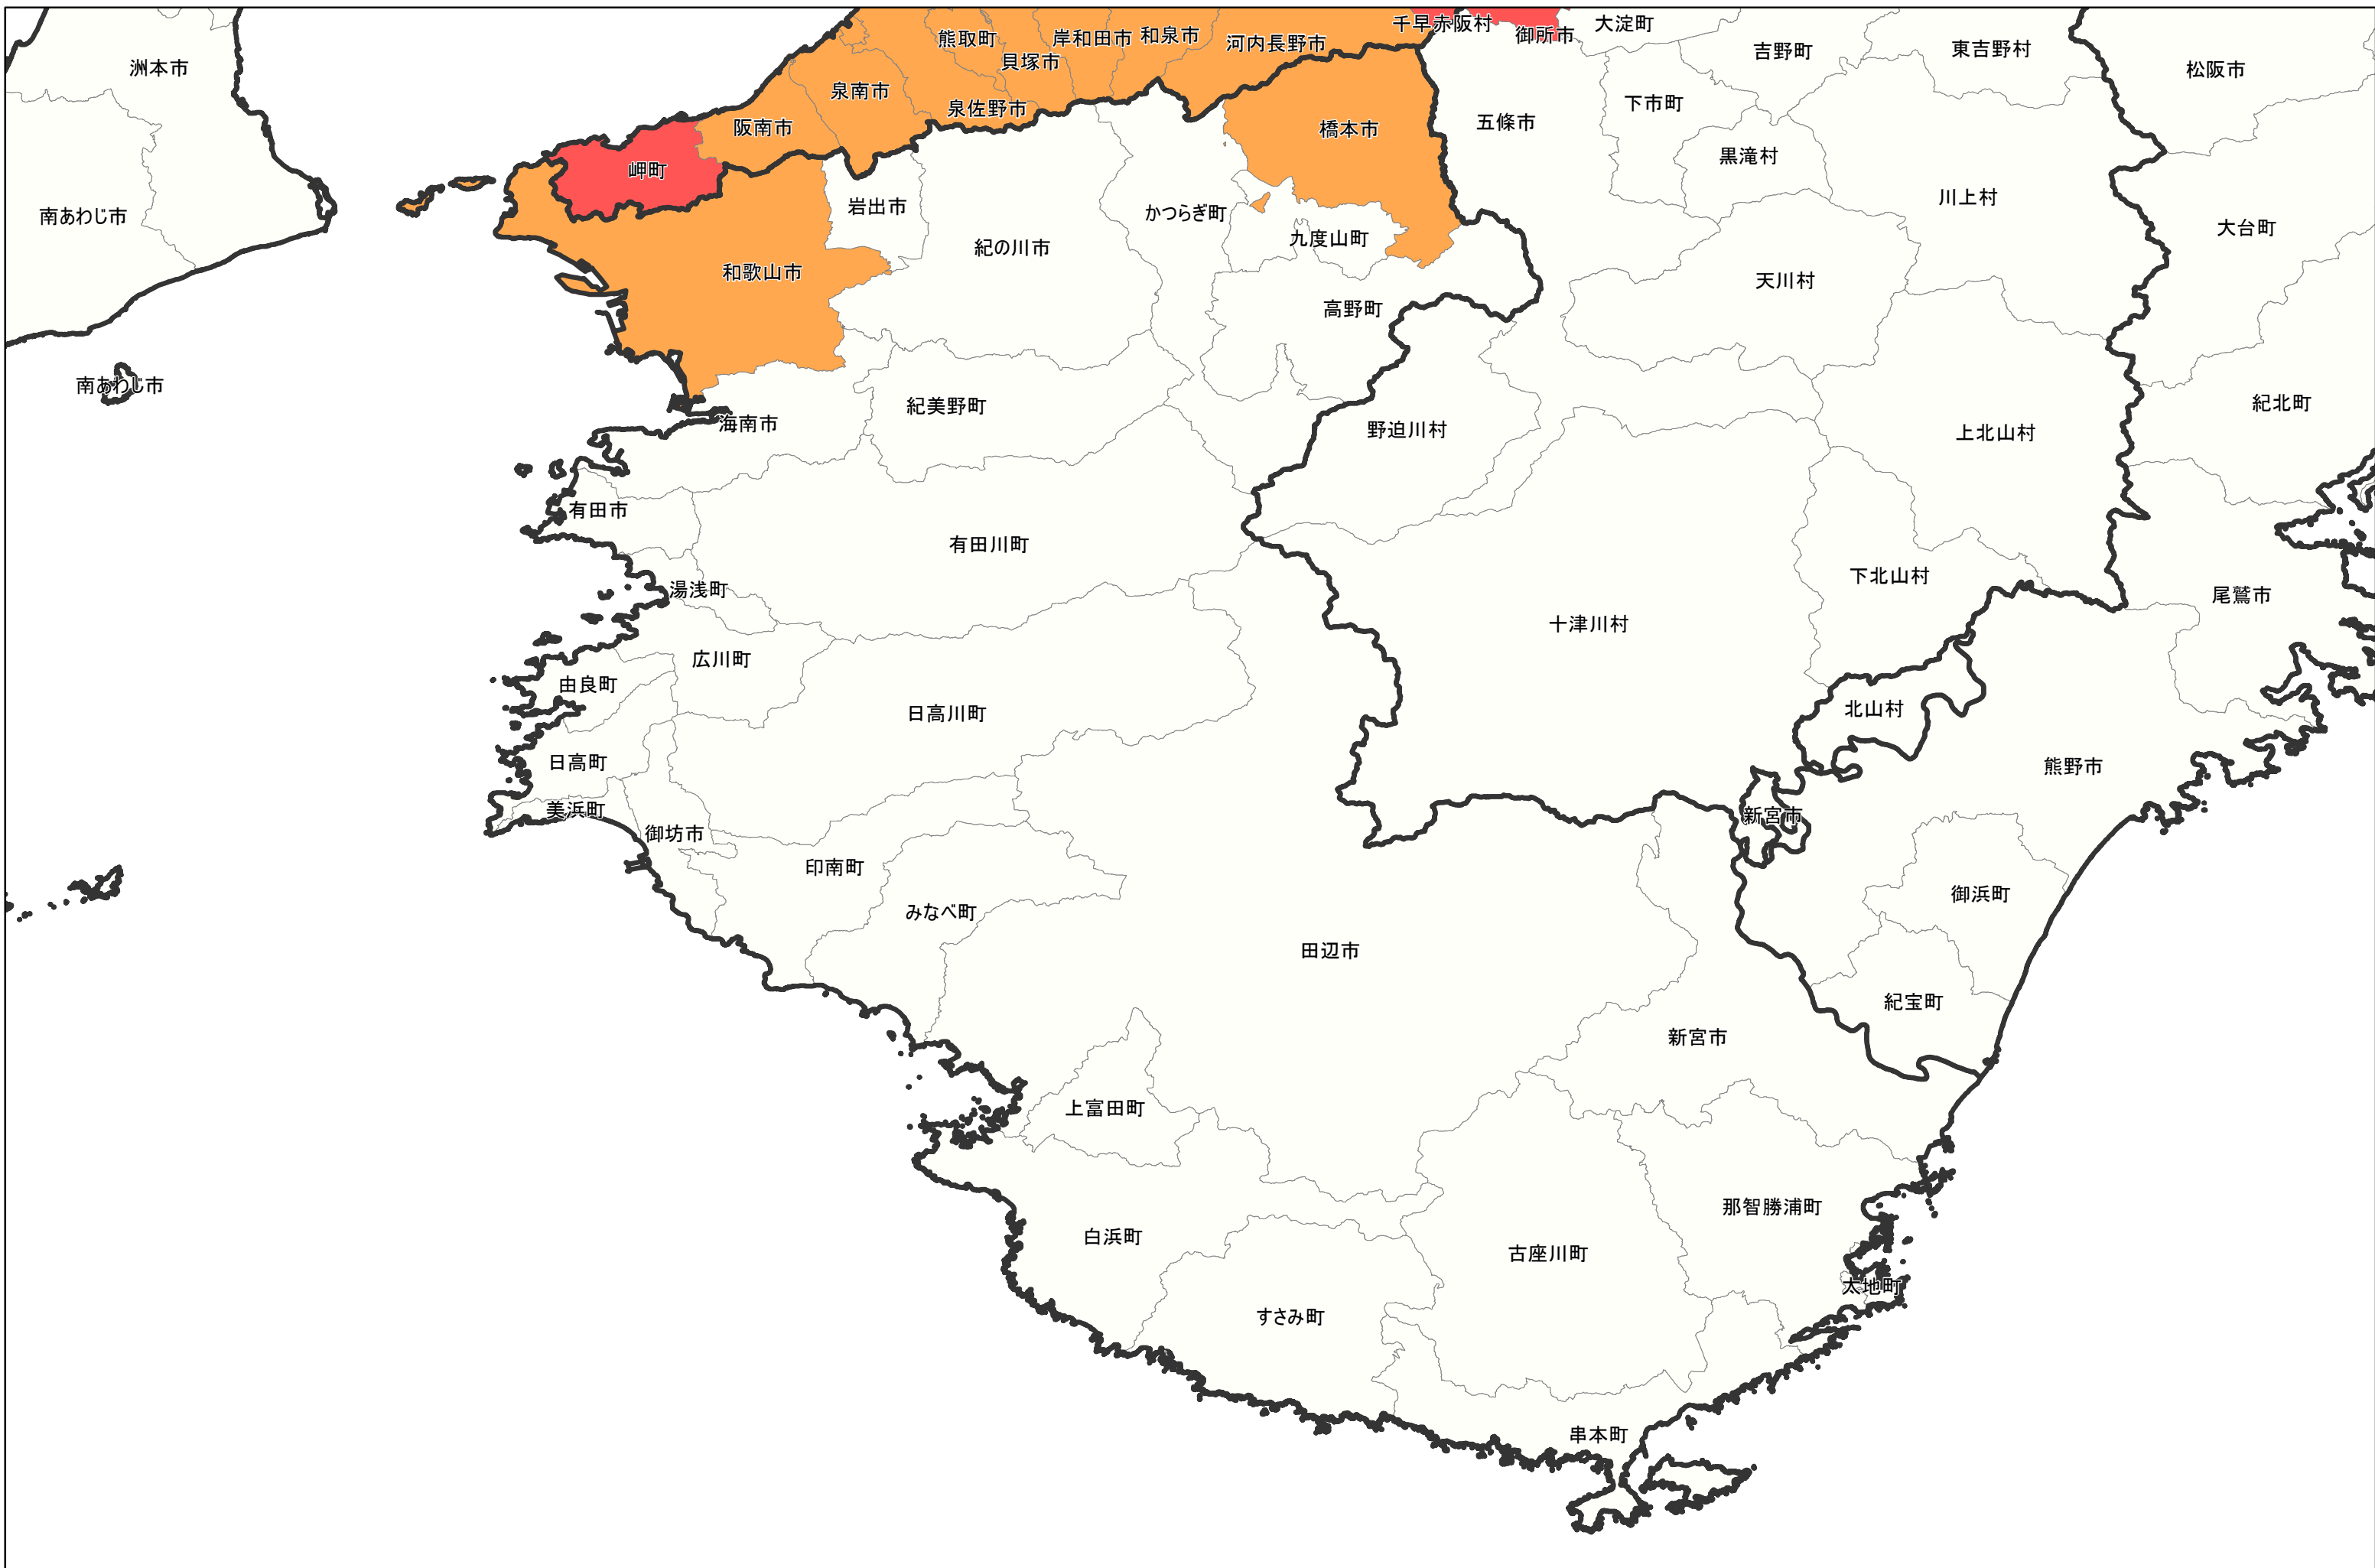 千早赤阪村
大淀町
御所市
熊取町
岸和田市
和泉市
河内長野市
吉野町
東吉野村
洲本市
貝塚市
松阪市
泉南市
泉佐野市
下市町
阪南市
橋本市
五條市
黒滝村
岬町
川上村
南あわじ市
岩出市
かつらぎ町
大台町
九度山町
紀の川市
和歌山市
天川村
高野町
南あわじ市
紀美野町
紀北町
海南市
野迫川村
上北山村
有田市
有田川町
下北山村
湯浅町
尾鷲市
十津川村
広川町
由良町
北山村
日高川町
日高町
熊野市
美浜町
新宮市
御坊市
印南町
御浜町
みなべ町
田辺市
紀宝町
新宮市
上富田町
那智勝浦町
白浜町
古座川町
太地町
すさみ町
串本町